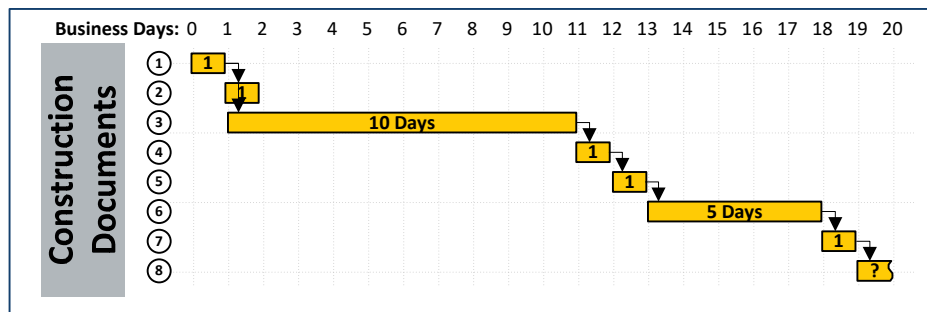 Business Days: 0 1 2 3 4 5 6 7 8 9 10 11 12 13 14 15 16 17 18 19 20
Construction
Documents
1 1
2 1
3 10 Days
4 1
5 1
6 5 Days
7 1
8 ?